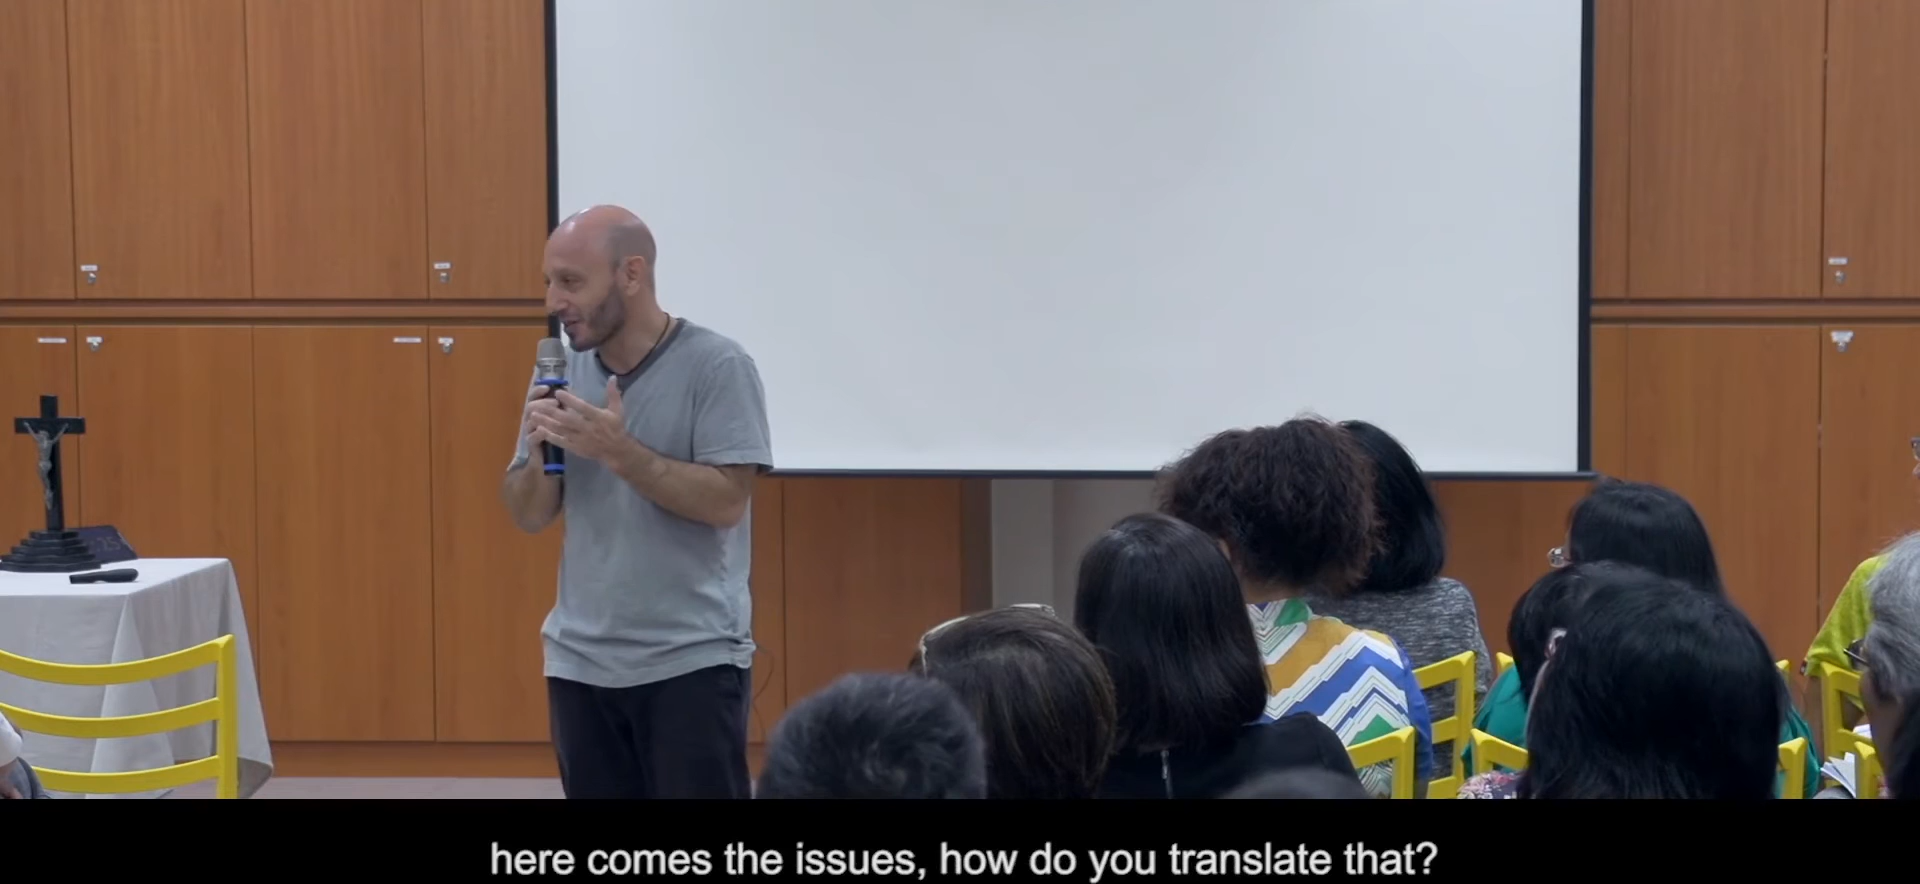 here comes the issues, how do you translate that?